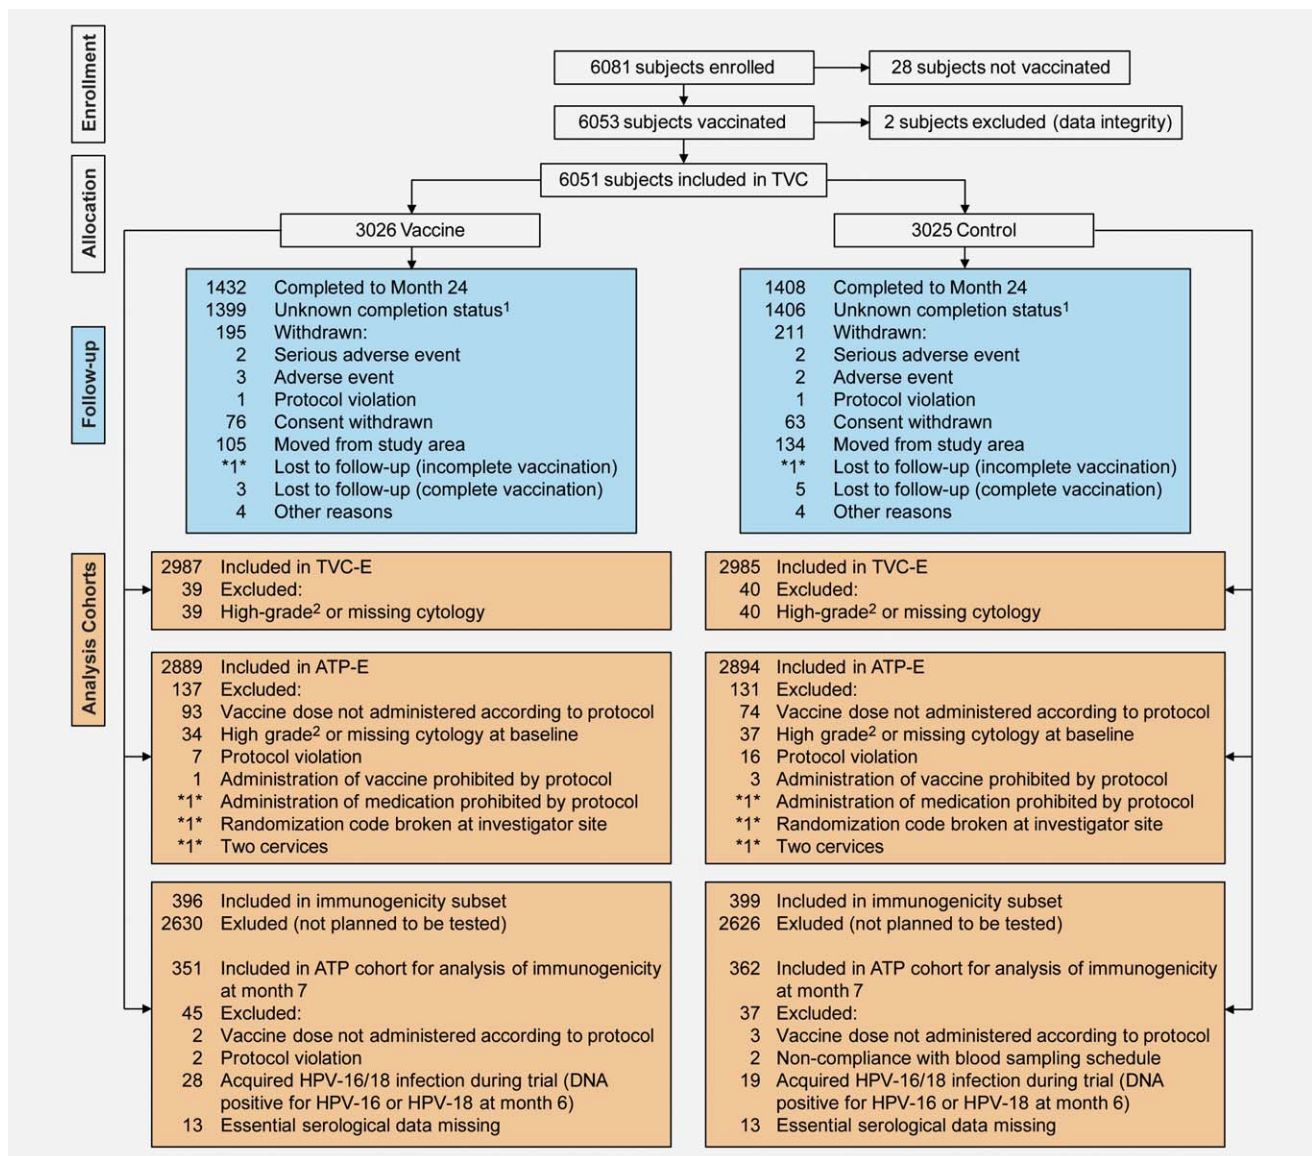 Enrollment
6081 subjects enrolled
28 subjects not vaccinated
6053 subjects vaccinated
2 subjects excluded (data integrity)
Allocation
6051 subjects included in TVC
3026 Vaccine
3025 Control
Follow-up
1432 Completed to Month 24
1399 Unknown completion status1
195 Withdrawn:
2 Serious adverse event
3 Adverse event
1 Protocol violation
76 Consent withdrawn
105 Moved from study area
*1* Lost to follow-up (incomplete vaccination)
3 Lost to follow-up (complete vaccination)
4 Other reasons
1408 Completed to Month 24
1406 Unknown completion status1
211 Withdrawn:
2 Serious adverse event
2 Adverse event
1 Protocol violation
63 Consent withdrawn
134 Moved from study area
*1* Lost to follow-up (incomplete vaccination)
5 Lost to follow-up (complete vaccination)
4 Other reasons
Analysis Cohorts
2987 Included in TVC-E
39 Excluded:
39 High-grade2 or missing cytology
2985 Included in TVC-E
40 Excluded:
40 High-grade2 or missing cytology
2889 Included in ATP-E
137 Excluded:
93 Vaccine dose not administered according to protocol
34 High grade2 or missing cytology at baseline
7 Protocol violation
1 Administration of vaccine prohibited by protocol
*1* Administration of medication prohibited by protocol
*1* Randomization code broken at investigator site
*1* Two cervices
2894 Included in ATP-E
131 Excluded:
74 Vaccine dose not administered according to protocol
37 High grade2 or missing cytology at baseline
16 Protocol violation
3 Administration of vaccine prohibited by protocol
*1* Administration of medication prohibited by protocol
*1* Randomization code broken at investigator site
*1* Two cervices
396 Included in immunogenicity subset
2630 Exluded (not planned to be tested)
351 Included in ATP cohort for analysis of immunogenicity
at month 7
45 Excluded:
2 Vaccine dose not administered according to protocol
2 Protocol violation
28 Acquired HPV-16/18 infection during trial (DNA
positive for HPV-16 or HPV-18 at month 6)
13 Essential serological data missing
399 Included in immunogenicity subset
2626 Exluded (not planned to be tested)
362 Included in ATP cohort for analysis of immunogenicity
at month 7
37 Excluded:
3 Vaccine dose not administered according to protocol
2 Non-compliance with blood sampling schedule
19 Acquired HPV-16/18 infection during trial (DNA
positive for HPV-16 or HPV-18 at month 6)
13 Essential serological data missing